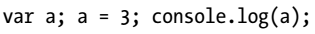 var a; a = 3; console.log(a);